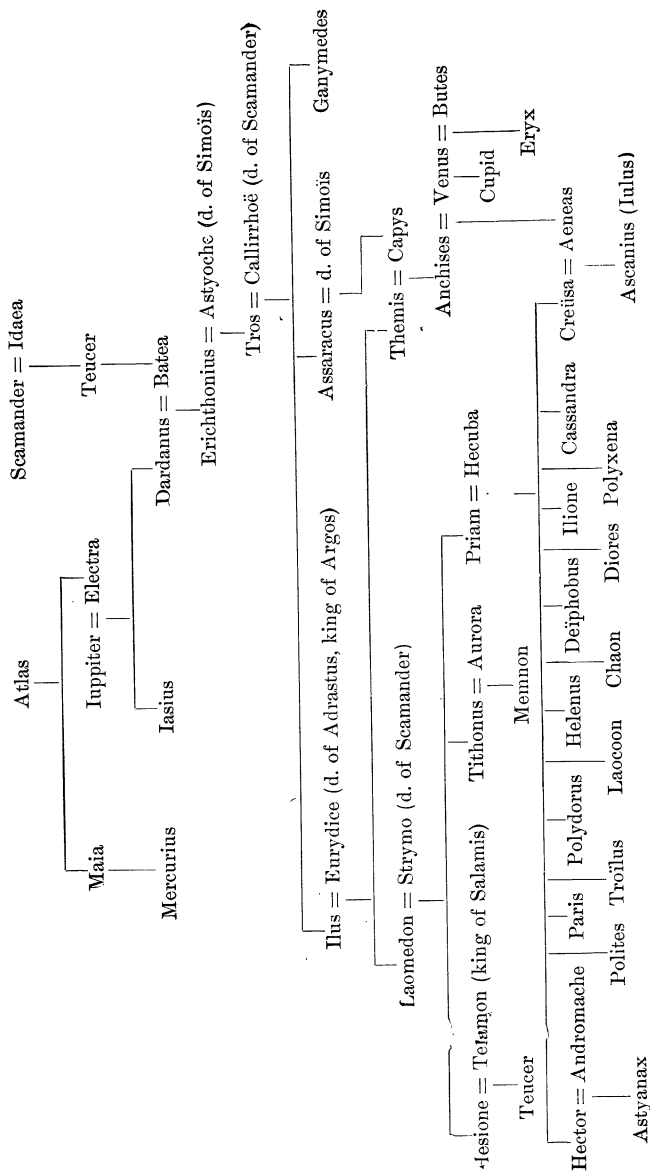 Atlas Scamander = Idaea
Maia Iuppiter = Electra Teucer
Mercurius Iasius Dardanus = Batea
Erichthonius = Astyoche (d. of Simoïs)
Tros = Callirrhoë (d. of Scamander)
Ilus = Eurydice (d. of Adrastus, king of Argos) Assaracus = d. of Simoïs Ganymedes
Laomedon = Strymo (d. of Scamander) Themis = Capys
Anchises = Venus = Butes
Hesione = Telamon (king of Salamis) Tithonus = Aurora Priam = Hecuba Cupid
Teucer Memnon Eryx
Hector = Andromache Paris Polydorus Helenus Deïphobus Ilione Cassandra Creüsa = Aeneas
Polites Troïlus Laocoon Chaon Diores Polyxena Ascanius (Iulus)
Astyanax